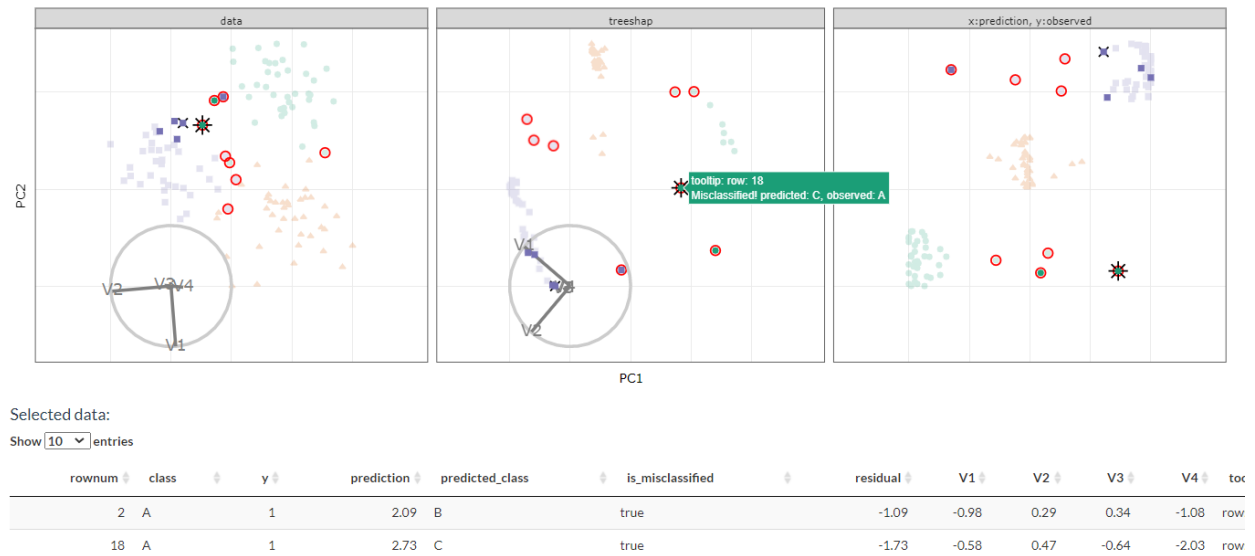 data
treeshap
x:prediction, y:observed
PC2
tooltip: row: 18
Misclassified! predicted: C, observed: A
V1
V2
V4
V2
V1
PC1
Selected data:
Show 10 entries
rownum class y prediction predicted_class is_misclassified residual V1 V2 V3 V4 too
2 A 1 2.09 B true -1.09 -0.98 0.29 0.34 -1.08 row
18 A 1 2.73 C true -1.73 -0.58 0.47 -0.64 -2.03 row